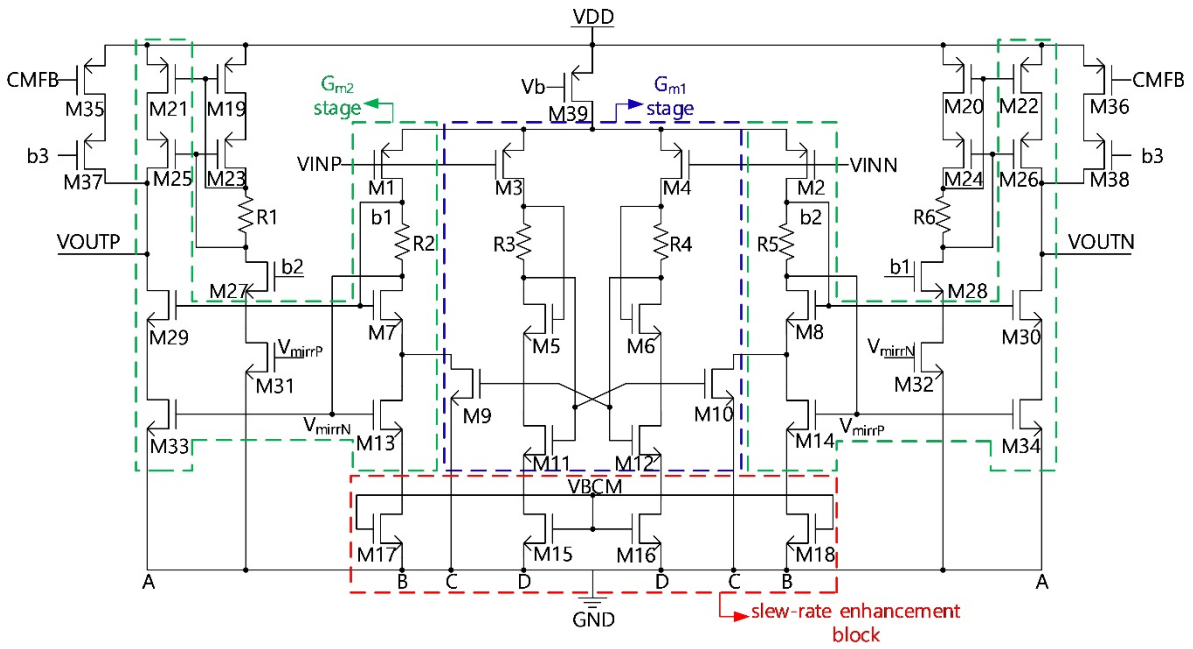 VDD
CMFB
M35
M21
M19
Gm2
stage
Vb
M39
Gm1
stage
M20
M22
M36
CMFB
b3
M37
M25
M23
VINP
M1
M3
M4
M2
VINN
M24
M26
M38
b3
R1
b1
R2
R3
R4
R5
b2
R6
VOUTP
VOUTN
b2
M27
b1
M28
M29
M7
M5
M6
M8
M30
VmirrP
M31
VmirrN
M32
M9
M10
M33
VmirrN
M13
M11
M12
M14
VmirrP
M34
VBCM
M17
M15
M16
M18
A
B
C
D
D
C
B
A
GND
slew-rate enhancement
block